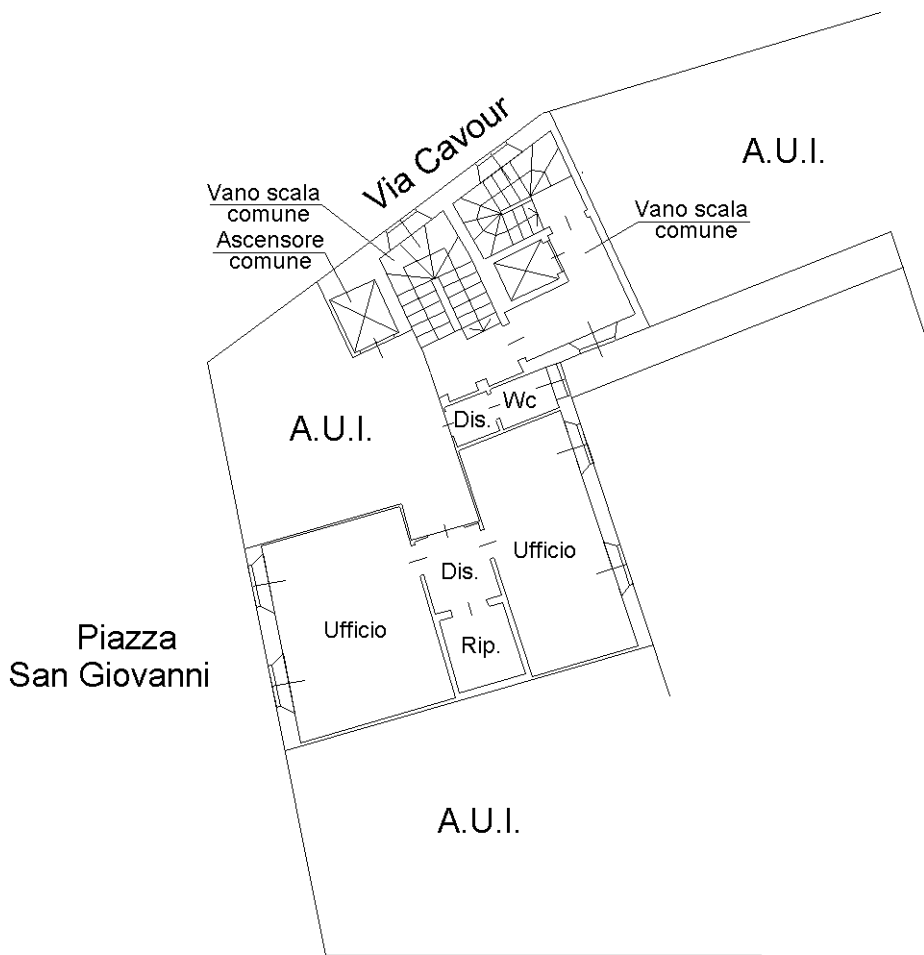 Via Cavour
A.U.I.
Vano scala
comune
Ascensore
comune
Vano scala
comune
Wc
Dis.
A.U.I.
Ufficio
Dis.
Ufficio
Rip.
Piazza
San Giovanni
A.U.I.